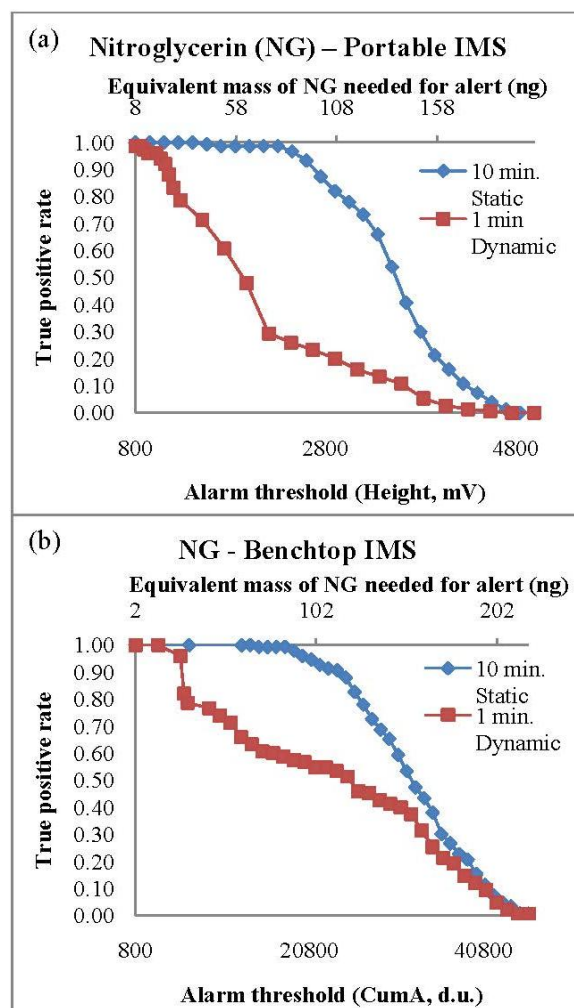 (a)
Nitroglycerin (NG) – Portable IMS
Equivalent mass of NG needed for alert (ng)
8 58 108 158
1.00
0.90
0.80
0.70
0.60
0.50
0.40
0.30
0.20
0.10
0.00
True positive rate
10 min.
Static
1 min
Dynamic
800 2800 4800
Alarm threshold (Height, mV)
(b)
NG - Benchtop IMS
Equivalent mass of NG needed for alert (ng)
2 102 202
1.00
0.90
0.80
0.70
0.60
0.50
0.40
0.30
0.20
0.10
0.00
True positive rate
10 min.
Static
1 min.
Dynamic
800 20800 40800
Alarm threshold (CumA, d.u.)